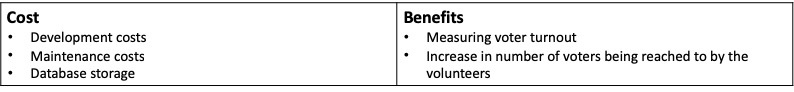 Cost
• Development costs
• Maintenance costs
• Database storage
Benefits
• Measuring voter turnout
• Increase in number of voters being reached to by the
volunteers